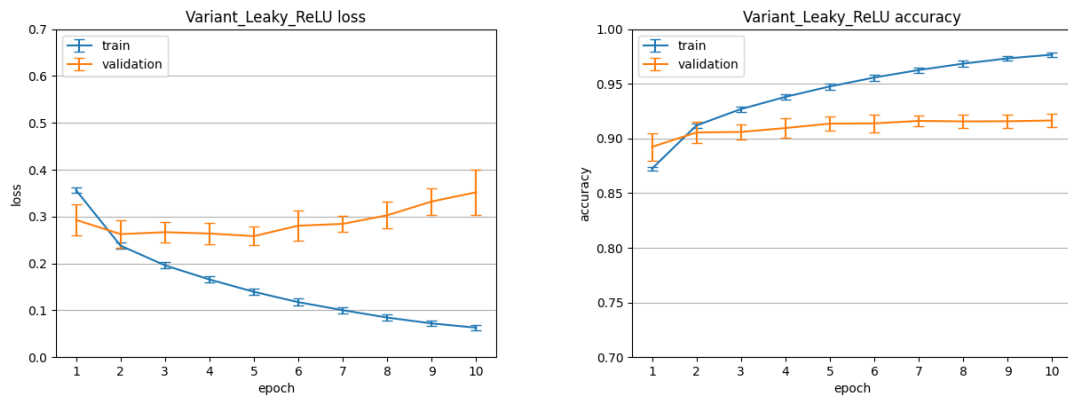 Variant_Leaky_ReLU loss
0.7
0.6
0.5
0.4
0.3
0.2
0.1
0.0
loss
train
validation
1 2 3 4 5 6 7 8 9 10
epoch
Variant_Leaky_ReLU accuracy
1.00
0.95
0.90
0.85
0.80
0.75
0.70
accuracy
train
validation
1 2 3 4 5 6 7 8 9 10
epoch